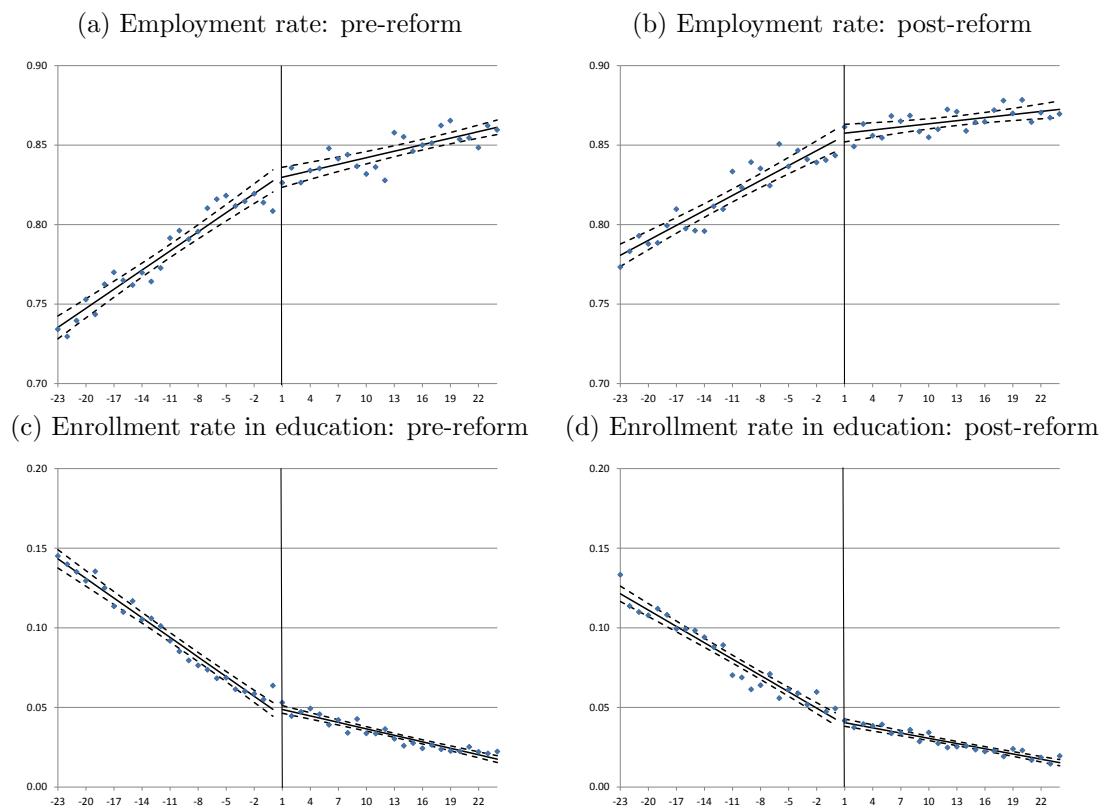 (a) Employment rate: pre-reform
(b) Employment rate: post-reform
0.90
0.85
0.80
0.75
0.70
-23 -20 -17 -14 -11 -8 -5 -2 1 4 7 10 13 16 19 22
0.90
0.85
0.80
0.75
0.70
-23 -20 -17 -14 -11 -8 -5 -2 1 4 7 10 13 16 19 22
(c) Enrollment rate in education: pre-reform
(d) Enrollment rate in education: post-reform
0.20
0.15
0.10
0.05
0.00
-23 -20 -17 -14 -11 -8 -5 -2 1 4 7 10 13 16 19 22
0.20
0.15
0.10
0.05
0.00
-23 -20 -17 -14 -11 -8 -5 -2 1 4 7 10 13 16 19 22